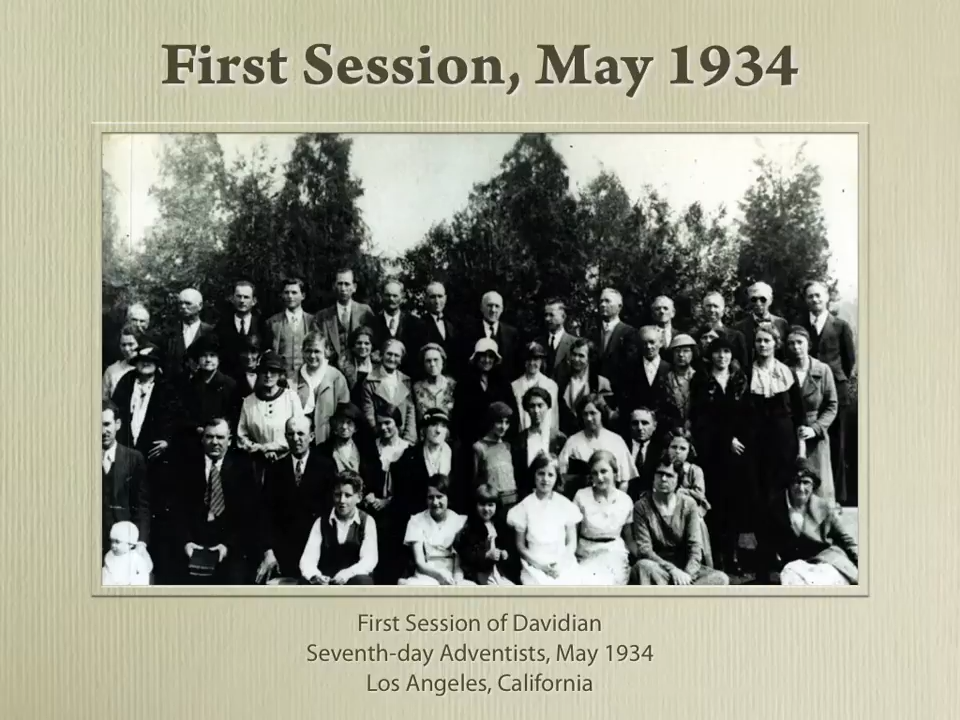 First Session, May 1934
First Session of Davidian
Seventh-day Adventists, May 1934
Los Angeles, California